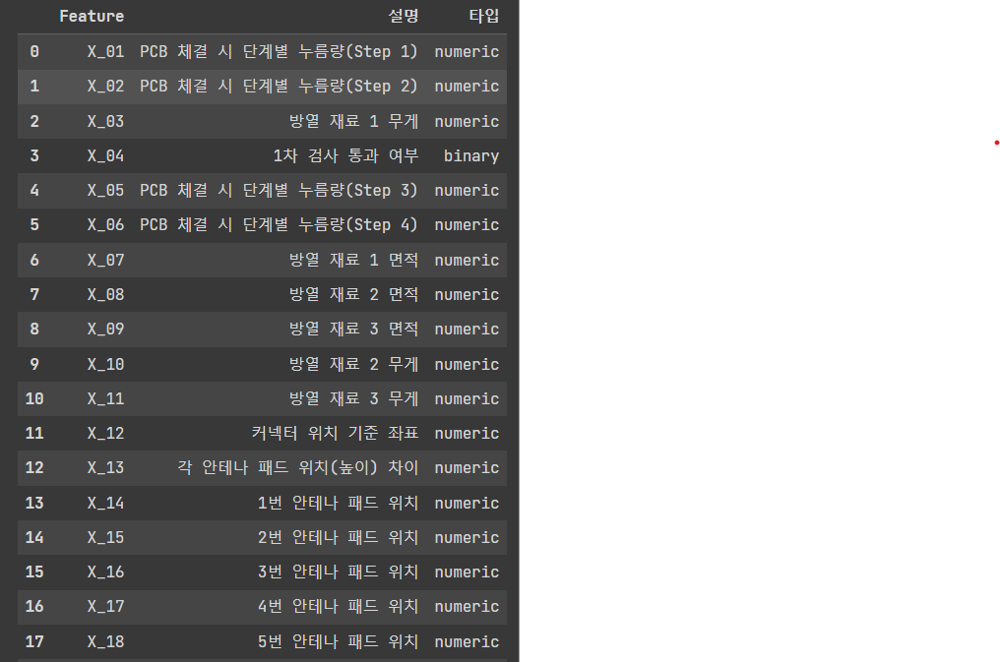 Feature 설명 타입
0 X_01 PCB 체결 시 단계별 누름량(Step 1) numeric
1 X_02 PCB 체결 시 단계별 누름량(Step 2) numeric
2 X_03 방열 재료 1 무게 numeric
3 X_04 1차 검사 통과 여부 binary
4 X_05 PCB 체결 시 단계별 누름량(Step 3) numeric
5 X_06 PCB 체결 시 단계별 누름량(Step 4) numeric
6 X_07 방열 재료 1 면적 numeric
7 X_08 방열 재료 2 면적 numeric
8 X_09 방열 재료 3 면적 numeric
9 X_10 방열 재료 2 무게 numeric
10 X_11 방열 재료 3 무게 numeric
11 X_12 커넥터 위치 기준 좌표 numeric
12 X_13 각 안테나 패드 위치(높이) 차이 numeric
13 X_14 1번 안테나 패드 위치 numeric
14 X_15 2번 안테나 패드 위치 numeric
15 X_16 3번 안테나 패드 위치 numeric
16 X_17 4번 안테나 패드 위치 numeric
17 X_18 5번 안테나 패드 위치 numeric